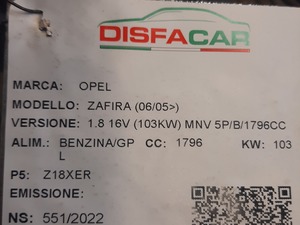 DISFACAR
MARCA: OPEL
MODELLO: ZAFIRA (06/05>)
VERSIONE: 1.8 16V (103KW) MNV 5P/B/1796CC
ALIM.: BENZINA/GP CC: 1796 KW: 103
L
P5: Z18XER
EMISSIONE:
NS: 551/2022